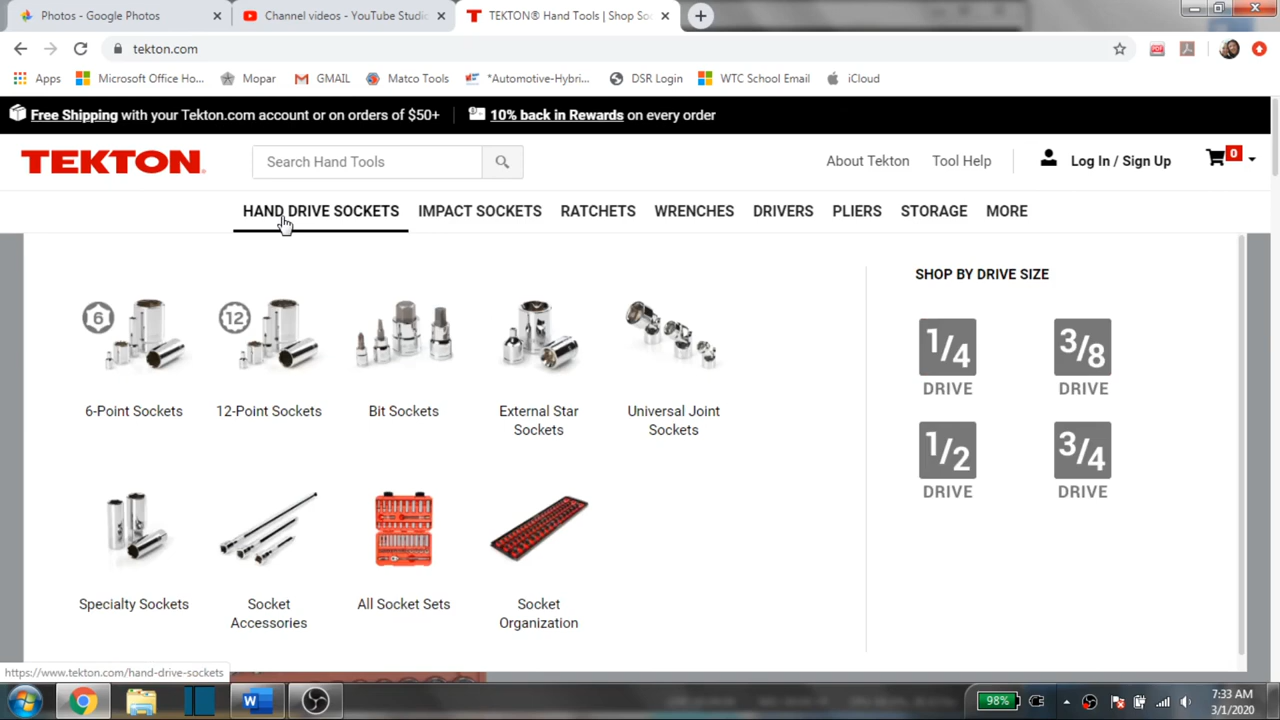 Photos - Google Photos
Channel videos - YouTube Studio
TEKTON® Hand Tools | Shop Soc
tekton.com
Apps
Microsoft Office Ho...
Mopar
GMAIL
Matco Tools
*Automotive-Hybri...
DSR Login
WTC School Email
iCloud
Free Shipping with your Tekton.com account or on orders of $50+
10% back in Rewards on every order
TEKTON
Search Hand Tools
About Tekton
Tool Help
Log In / Sign Up
0
HAND DRIVE SOCKETS
IMPACT SOCKETS
RATCHETS
WRENCHES
DRIVERS
PLIERS
STORAGE
MORE
SHOP BY DRIVE SIZE
6
12
6-Point Sockets
12-Point Sockets
Bit Sockets
External Star
Sockets
Universal Joint
Sockets
1/4
DRIVE
3/8
DRIVE
1/2
DRIVE
3/4
DRIVE
Specialty Sockets
Socket
Accessories
All Socket Sets
Socket
Organization
https://www.tekton.com/hand-drive-sockets
98%
7:33 AM
3/1/2020